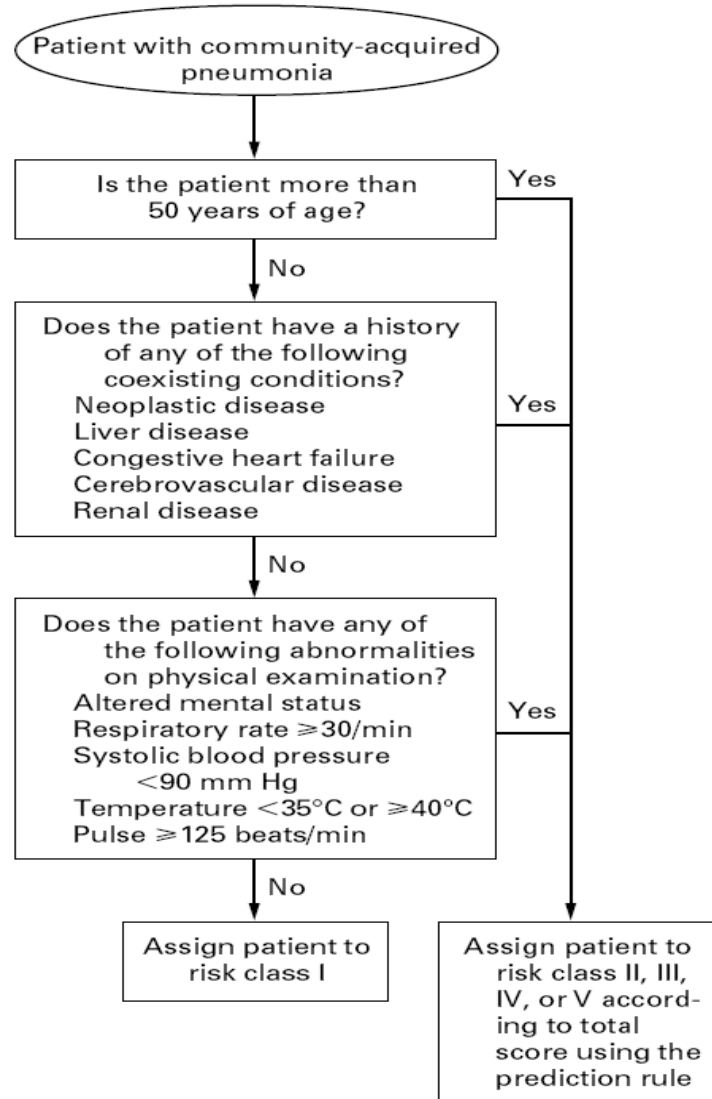 Patient with community-acquired
pneumonia
Is the patient more than
50 years of age?
Yes
No
Does the patient have a history
of any of the following
coexisting conditions?
Neoplastic disease
Liver disease
Congestive heart failure
Cerebrovascular disease
Renal disease
Yes
No
Does the patient have any of
the following abnormalities
on physical examination?
Altered mental status
Respiratory rate ⩾30/min
Systolic blood pressure
<90 mm Hg
Temperature <35°C or ⩾40°C
Pulse ⩾125 beats/min
Yes
No
Assign patient to
risk class I
Assign patient to
risk class II, III,
IV, or V accord-
ing to total
score using the
prediction rule